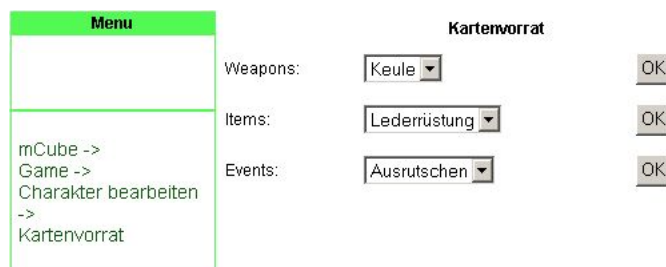 Menu
mCube ->
Game ->
Charakter bearbeiten
->
Kartenvorrat
Kartenvorrat
Weapons: Keule OK
Items: Lederrüstung OK
Events: Ausrutschen OK